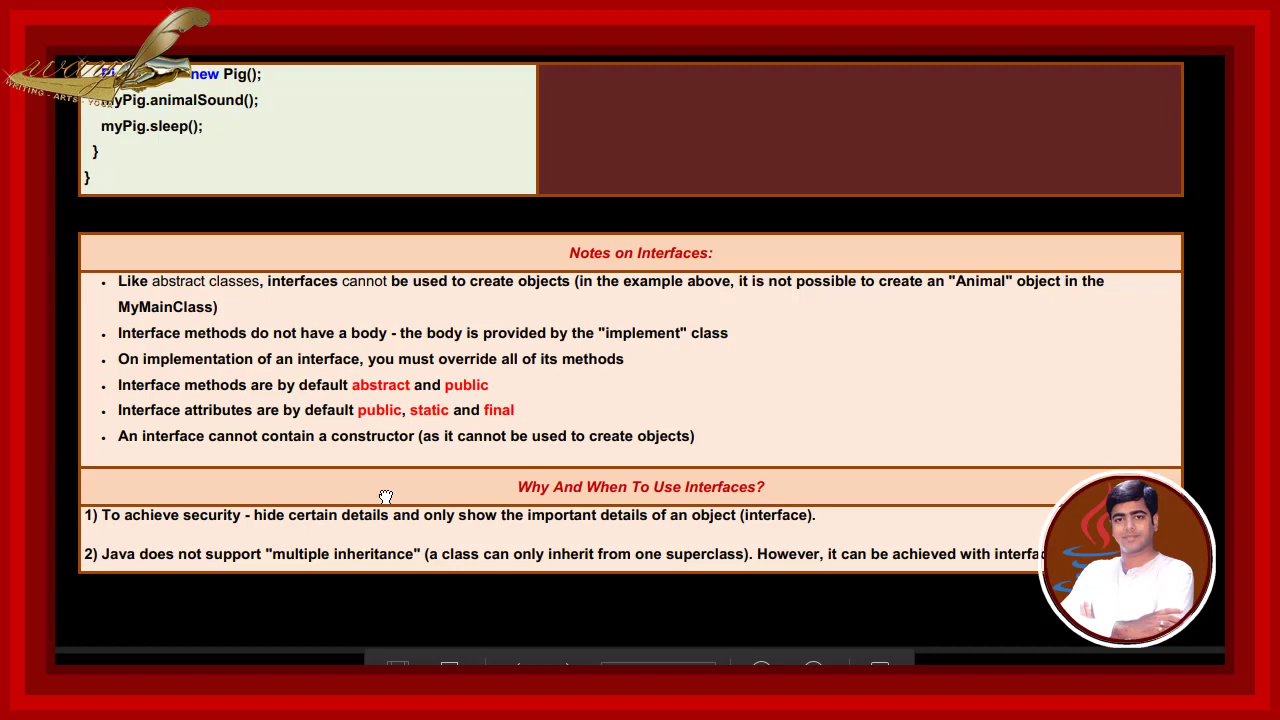 new Pig();
myPig.animalSound();
myPig.sleep();
}
}
WRITING - ARTS - YOGA
Notes on Interfaces:
• Like abstract classes, interfaces cannot be used to create objects (in the example above, it is not possible to create an "Animal" object in the
MyMainClass)
• Interface methods do not have a body - the body is provided by the "implement" class
• On implementation of an interface, you must override all of its methods
• Interface methods are by default abstract and public
• Interface attributes are by default public, static and final
• An interface cannot contain a constructor (as it cannot be used to create objects)
Why And When To Use Interfaces?
1) To achieve security - hide certain details and only show the important details of an object (interface).
2) Java does not support "multiple inheritance" (a class can only inherit from one superclass). However, it can be achieved with